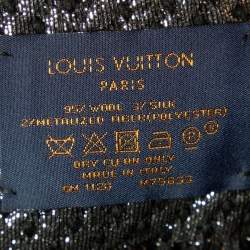 LOUIS VUITTON
PARIS
95% WOOL 3% SILK
2% METALIZED FIBER(POLYESTER)
DRY CLEAN ONLY
MADE IN ITALY
M75833